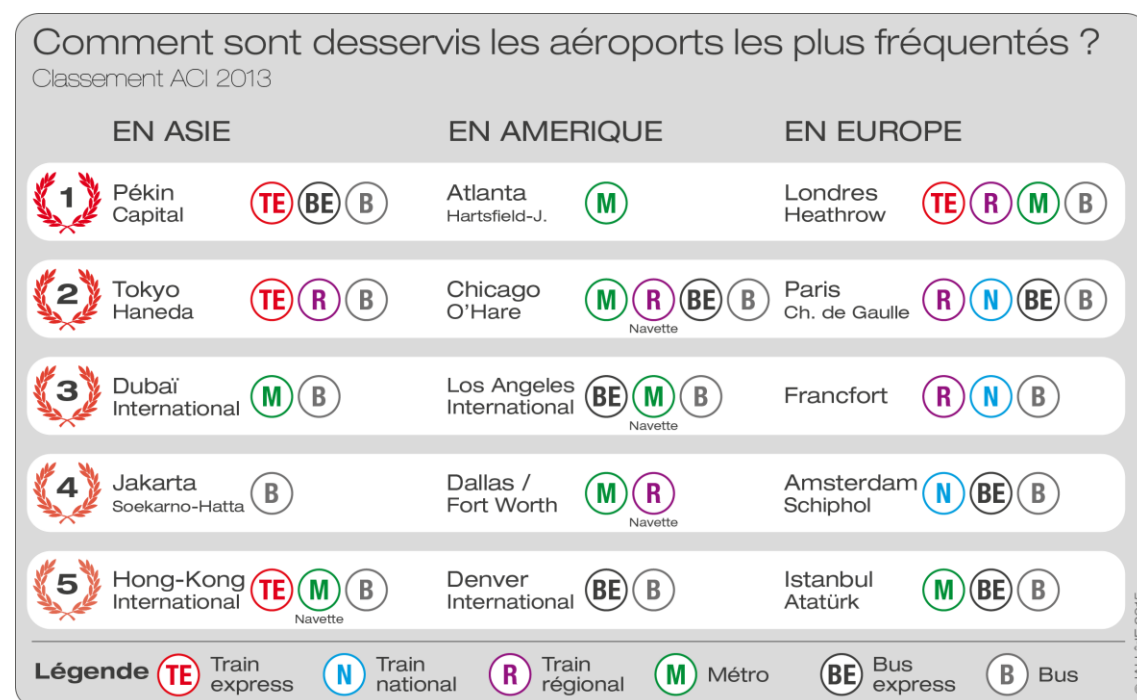 Comment sont desservis les aéroports les plus fréquentés ?
Classement ACI 2013
EN ASIE EN AMERIQUE EN EUROPE
1 Pékin Capital TE BE B Atlanta Hartsfield-J. M Londres Heathrow TE R M B
2 Tokyo Haneda TE R B Chicago O'Hare M R Navette BE B Paris Ch. de Gaulle R N BE B
3 Dubaï International M B Los Angeles International BE M Navette B Francfort R N B
4 Jakarta Soekarno-Hatta B Dallas / Fort Worth M R Navette Amsterdam Schiphol N BE B
5 Hong-Kong International TE M Navette B Denver International BE B Istanbul Atatürk M BE B
Légende TE Train express N Train national R Train régional M Métro BE Bus express B Bus